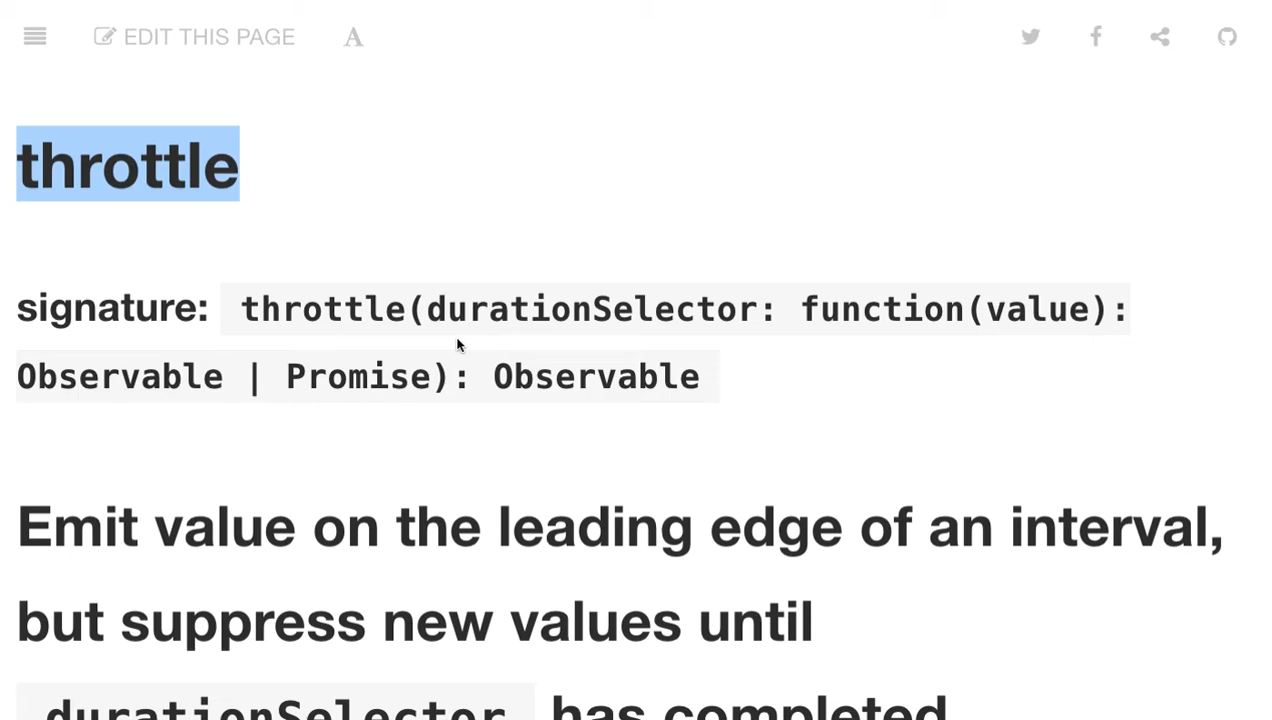 EDIT THIS PAGE A
throttle
signature: throttle(durationSelector: function(value):
Observable | Promise): Observable
Emit value on the leading edge of an interval,
but suppress new values until
durationSelector has completed